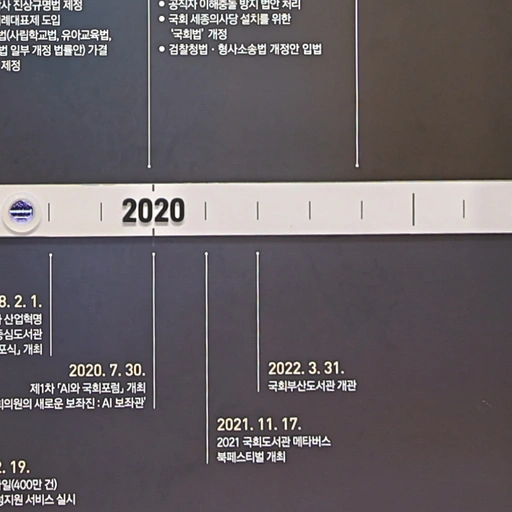 사 진상규명법 제정
례대표제 도입
법(사립학교법, 유아교육법,
법 일부 개정 법률안) 가결
제정
• 공직자 이해충돌 방지 법안 처리
• 국회 세종의사당 설치를 위한
'국회법' 개정
• 검찰청법·형사소송법 개정안 입법
2020
8. 2. 1.
산업혁명
중심도서관
포식」 개최
2020. 7. 30.
제1차 「AI와 국회포럼」 개최
의원의 새로운 보좌진 : AI 보좌관'
2022. 3. 31.
국회부산도서관 개관
2021. 11. 17.
2021 국회도서관 메타버스
북페스티벌 개최
2. 19.
일(400만 건)
성지원 서비스 실시